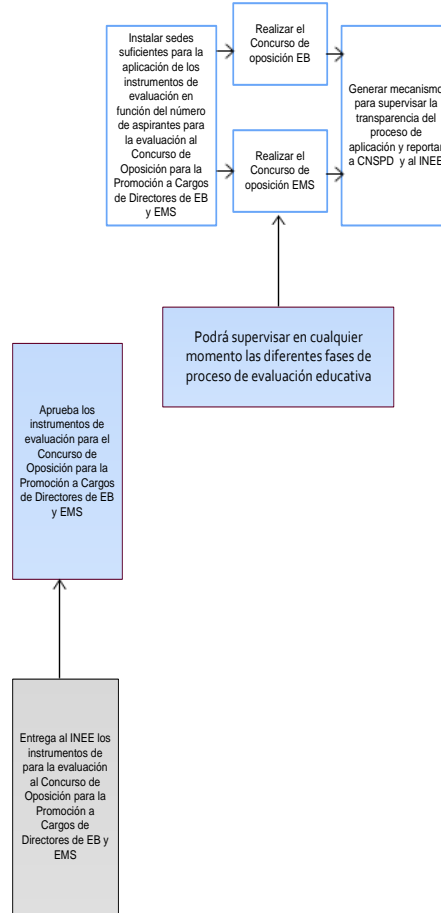 Instalar sedes
suficientes para la
aplicación de los
instrumentos de
evaluación en
función del número
de aspirantes para
la evaluación al
Concurso de
Oposición para la
Promoción a Cargos
de Directores de EB
y EMS
Realizar el
Concurso de
oposición EB
Realizar el
Concurso de
oposición EMS
Generar mecanismo
para supervisar la
transparencia del
proceso de
aplicación y reportar
a CNSPD y al INEE
Podrá supervisar en cualquier
momento las diferentes fases de
proceso de evaluación educativa
Aprueba los
instrumentos de
evaluación para el
Concurso de
Oposición para la
Promoción a Cargos
de Directores de EB
y EMS
Entrega al INEE los
instrumentos de
para la evaluación
al Concurso de
Oposición para la
Promoción a
Cargos de
Directores de EB y
EMS